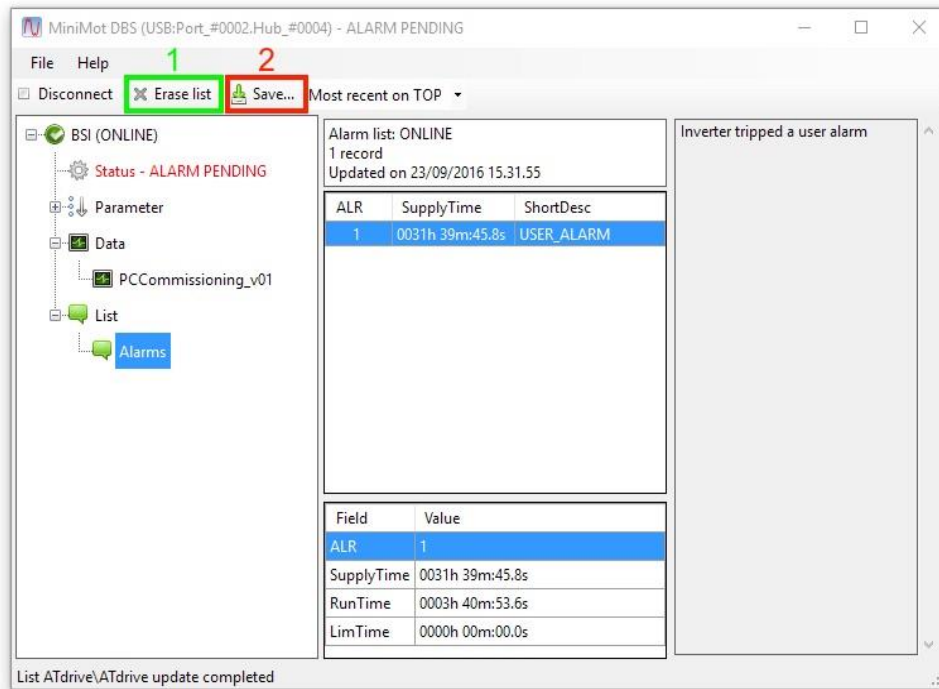 MiniMot DBS (USB:Port_#0002.Hub_#0004) - ALARM PENDING
File Help
1 2
Disconnect Erase list Save... Most recent on TOP
BSI (ONLINE)
Status - ALARM PENDING
Parameter
Data
PCCommissioning_v01
List
Alarms
Alarm list: ONLINE
1 record
Updated on 23/09/2016 15.31.55
ALR SupplyTime ShortDesc
1 0031h 39m:45.8s USER_ALARM
Field Value
ALR 1
SupplyTime 0031h 39m:45.8s
RunTime 0003h 40m:53.6s
LimTime 0000h 00m:00.0s
Inverter tripped a user alarm
List ATdrive\ATdrive update completed